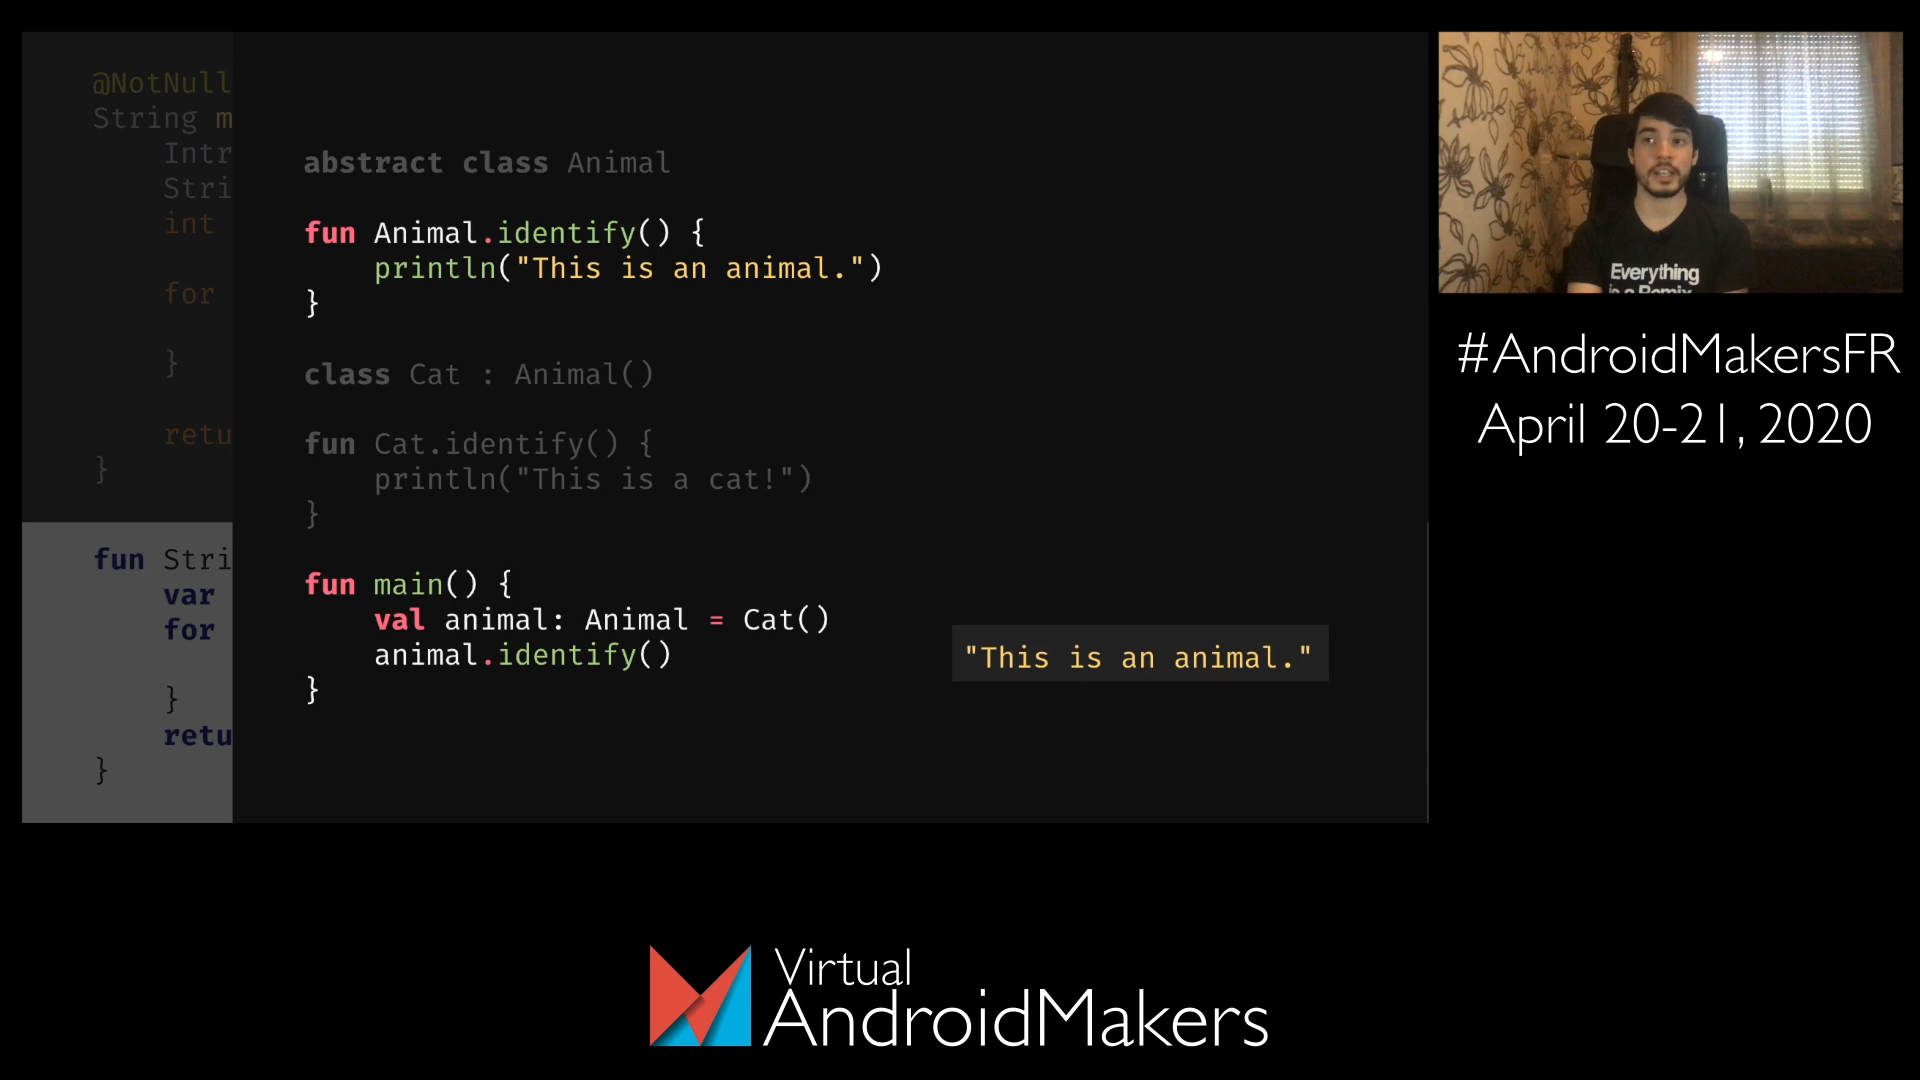 @NotNull
String m
Intr
Stri
int
for
}
retu
}
fun Stri
var
for
}
retu
}
abstract class Animal
fun Animal.identify() {
println("This is an animal.")
}
class Cat : Animal()
fun Cat.identify() {
println("This is a cat!")
}
fun main() {
val animal: Animal = Cat()
animal.identify()
}
"This is an animal."
Everything
is a Remix
#AndroidMakersFR
April 20-21, 2020
Virtual
AndroidMakers